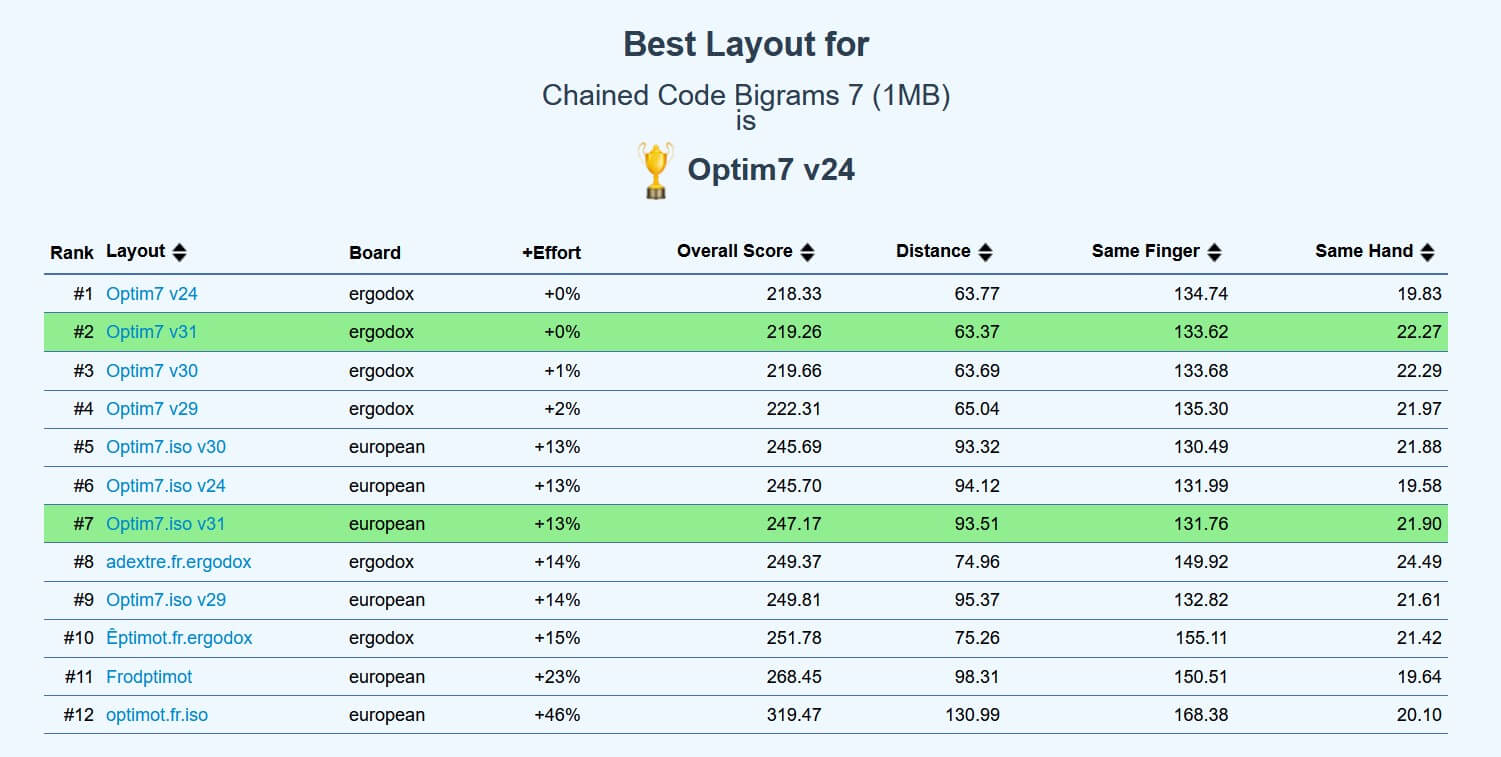 Best Layout for
Chained Code Bigrams 7 (1MB)
is
Optim7 v24
Rank Layout Board +Effort Overall Score Distance Same Finger Same Hand
#1 Optim7 v24 ergodox +0% 218.33 63.77 134.74 19.83
#2 Optim7 v31 ergodox +0% 219.26 63.37 133.62 22.27
#3 Optim7 v30 ergodox +1% 219.66 63.69 133.68 22.29
#4 Optim7 v29 ergodox +2% 222.31 65.04 135.30 21.97
#5 Optim7.iso v30 european +13% 245.69 93.32 130.49 21.88
#6 Optim7.iso v24 european +13% 245.70 94.12 131.99 19.58
#7 Optim7.iso v31 european +13% 247.17 93.51 131.76 21.90
#8 adextre.fr.ergodox ergodox +14% 249.37 74.96 149.92 24.49
#9 Optim7.iso v29 european +14% 249.81 95.37 132.82 21.61
#10 Êptimot.fr.ergodox ergodox +15% 251.78 75.26 155.11 21.42
#11 Frodptimot european +23% 268.45 98.31 150.51 19.64
#12 optimot.fr.iso european +46% 319.47 130.99 168.38 20.10